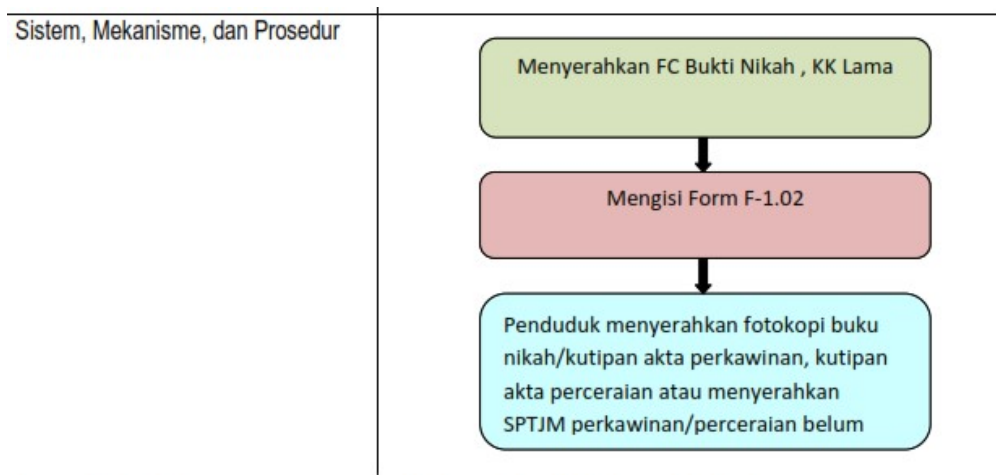 Sistem, Mekanisme, dan Prosedur
Menyerahkan FC Bukti Nikah , KK Lama
Mengisi Form F-1.02
Penduduk menyerahkan fotokopi buku
nikah/kutipan akta perkawinan, kutipan
akta perceraian atau menyerahkan
SPTJM perkawinan/perceraian belum